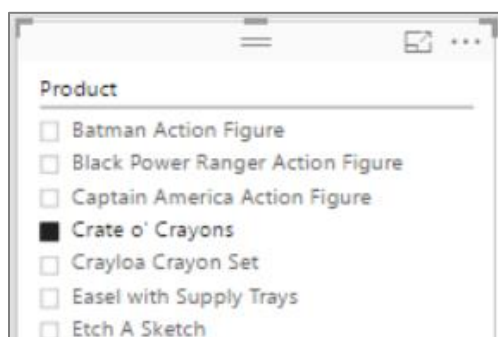 Product
Batman Action Figure
Black Power Ranger Action Figure
Captain America Action Figure
Crate o' Crayons
Crayloa Crayon Set
Easel with Supply Trays
Etch A Sketch